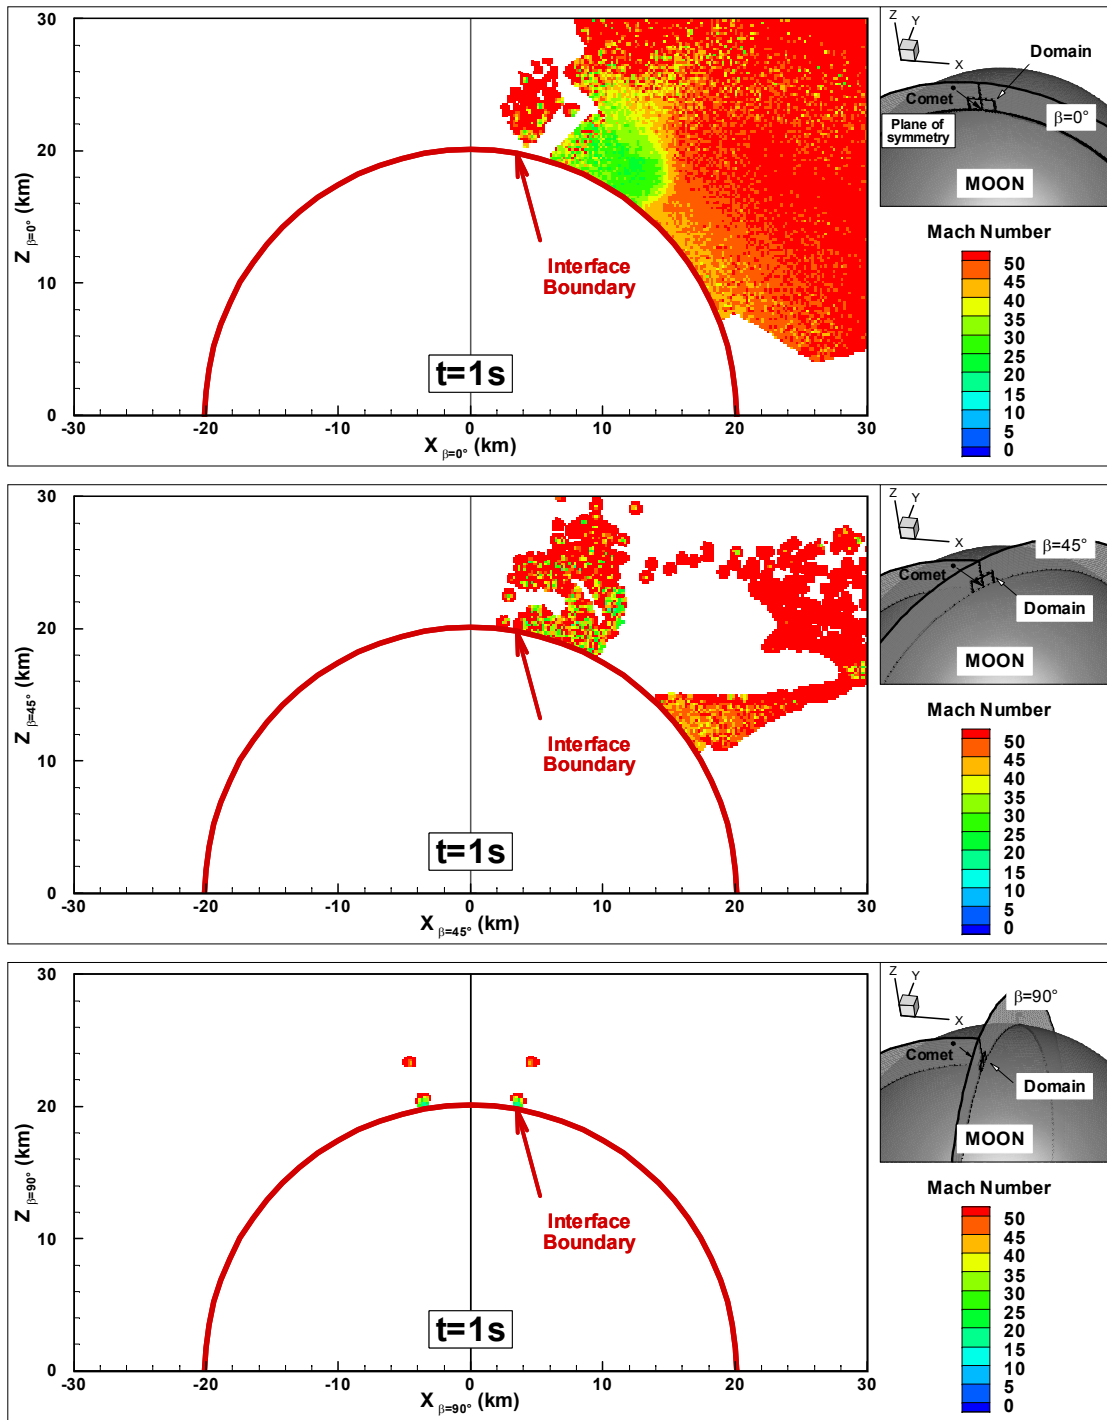 30
20
10
0
Z β=0° (km)
-30 -20 -10 0 10 20 30
X β=0° (km)
Interface
Boundary
t=1s
Z
Y
X
Domain
Comet
β=0°
Plane of
symmetry
MOON
Mach Number
50
45
40
35
30
25
20
15
10
5
0
30
20
10
0
Z β=45° (km)
-30 -20 -10 0 10 20 30
X β=45° (km)
Interface
Boundary
t=1s
Z
Y
X
β=45°
Comet
Domain
MOON
Mach Number
50
45
40
35
30
25
20
15
10
5
0
30
20
10
0
Z β=90° (km)
-30 -20 -10 0 10 20 30
X β=90° (km)
Interface
Boundary
t=1s
Z
Y
X
β=90°
Comet
Domain
MOON
Mach Number
50
45
40
35
30
25
20
15
10
5
0